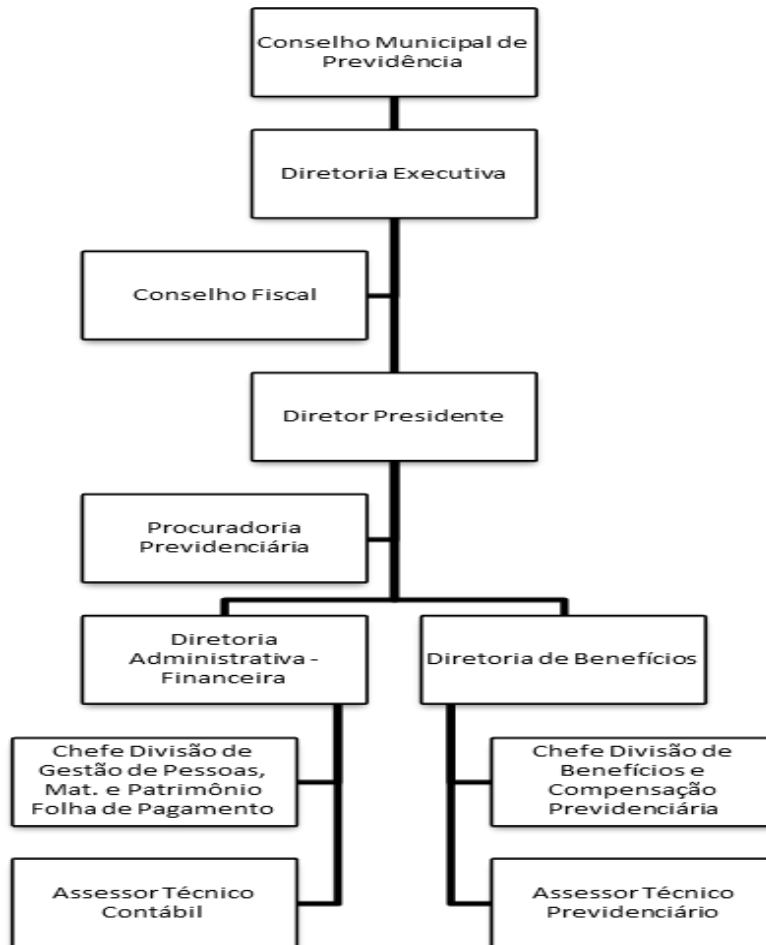 Conselho Municipal de
Previdência
Diretoria Executiva
Conselho Fiscal
Diretor Presidente
Procuradoria
Previdenciária
Diretoria
Administrativa -
Financeira
Diretoria de Benefícios
Chefe Divisão de
Gestão de Pessoas,
Mat. e Patrimônio
Folha de Pagamento
Chefe Divisão de
Benefícios e
Compensação
Previdenciária
Assessor Técnico
Contábil
Assessor Técnico
Previdenciário